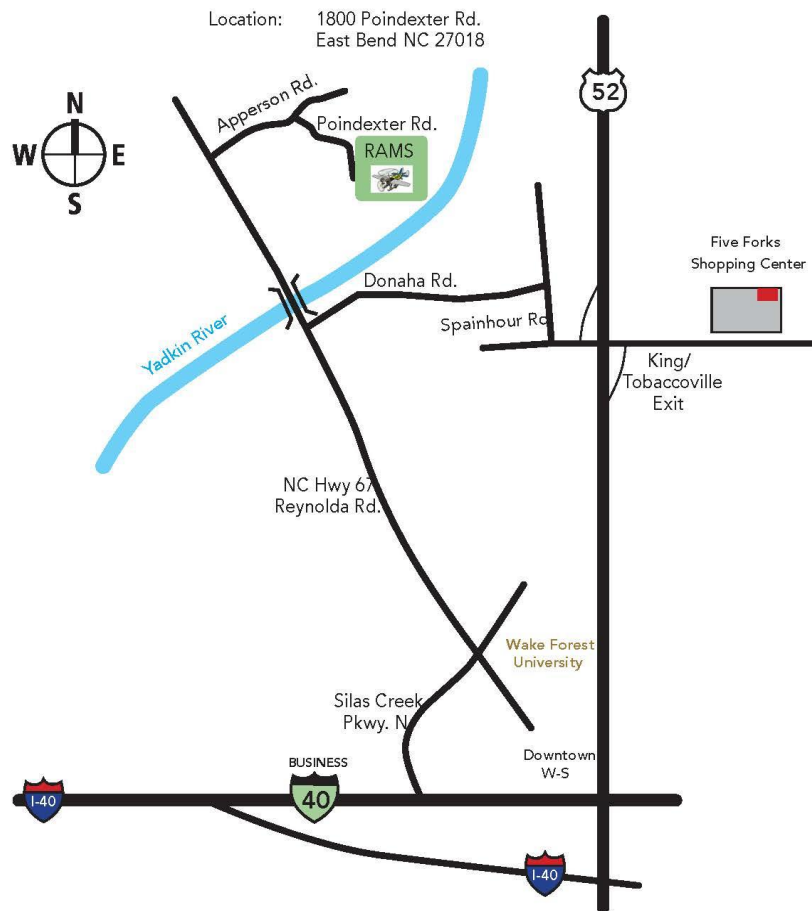 Location: 1800 Poindexter Rd.
East Bend NC 27018
52
Apperson Rd.
N
Poindexter Rd.
W E
RAMS
S
Five Forks
Shopping Center
Donaha Rd.
Spainhour Rd
Yadkin River
King/
Tobaccoville
Exit
NC Hwy 67
Reynolda Rd.
Wake Forest
University
Silas Creek
Pkwy. N
Downtown
W-S
BUSINESS
I-40
40
I-40